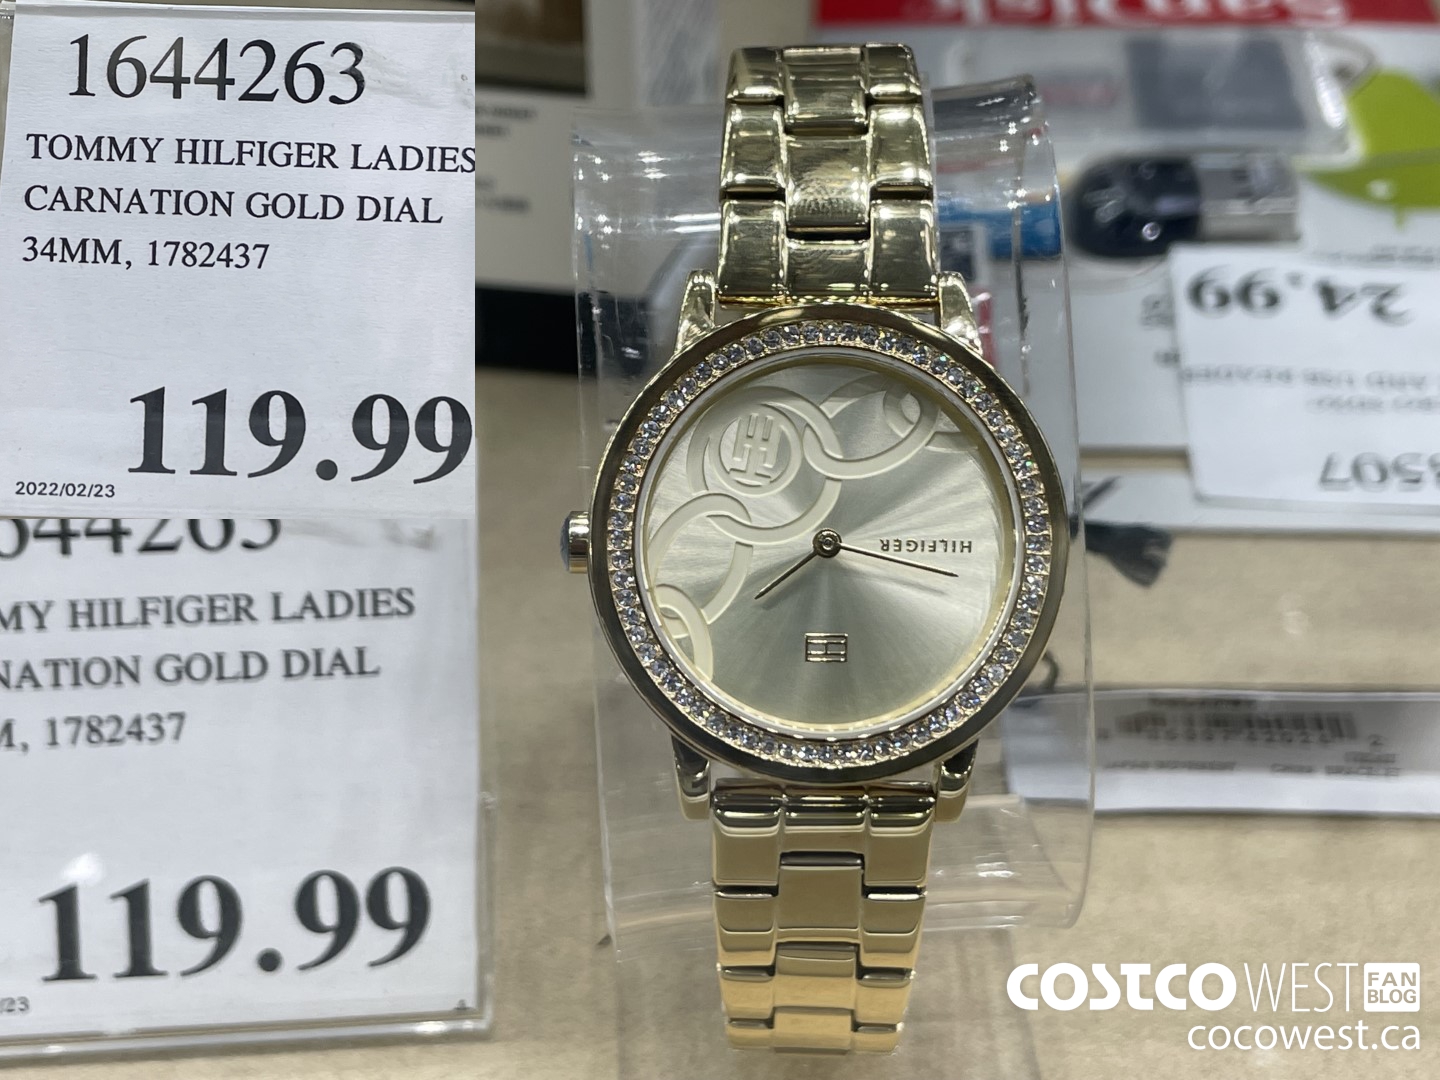 1644263
TOMMY HILFIGER LADIES
CARNATION GOLD DIAL
34MM, 1782437
119.99
2022/02/23
644263
MY HILFIGER LADIES
NATION GOLD DIAL
M, 1782437
119.99
/23
HILFIGER
24.99
COSTCO WEST FAN BLOG
cocowest.ca